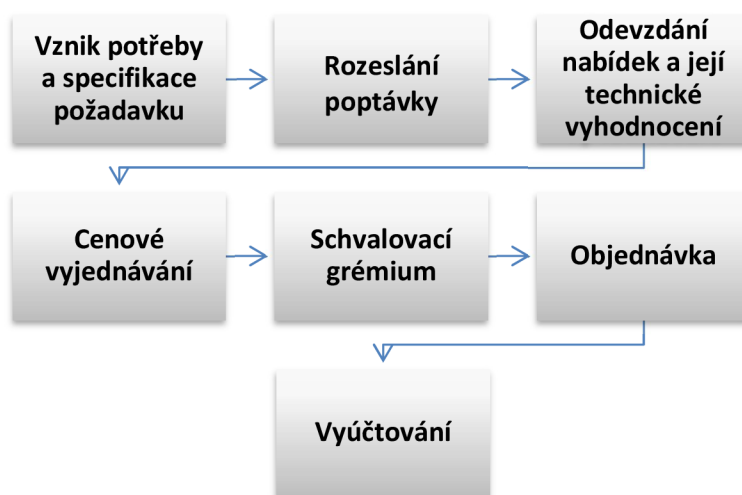 Vznik potřeby
a specifikace
požadavku
Rozeslání
poptávky
Odevzdání
nabídek a její
technické
vyhodnocení
Cenové
vyjednávání
Schvalovací
grémium
Objednávka
Vyúčtování